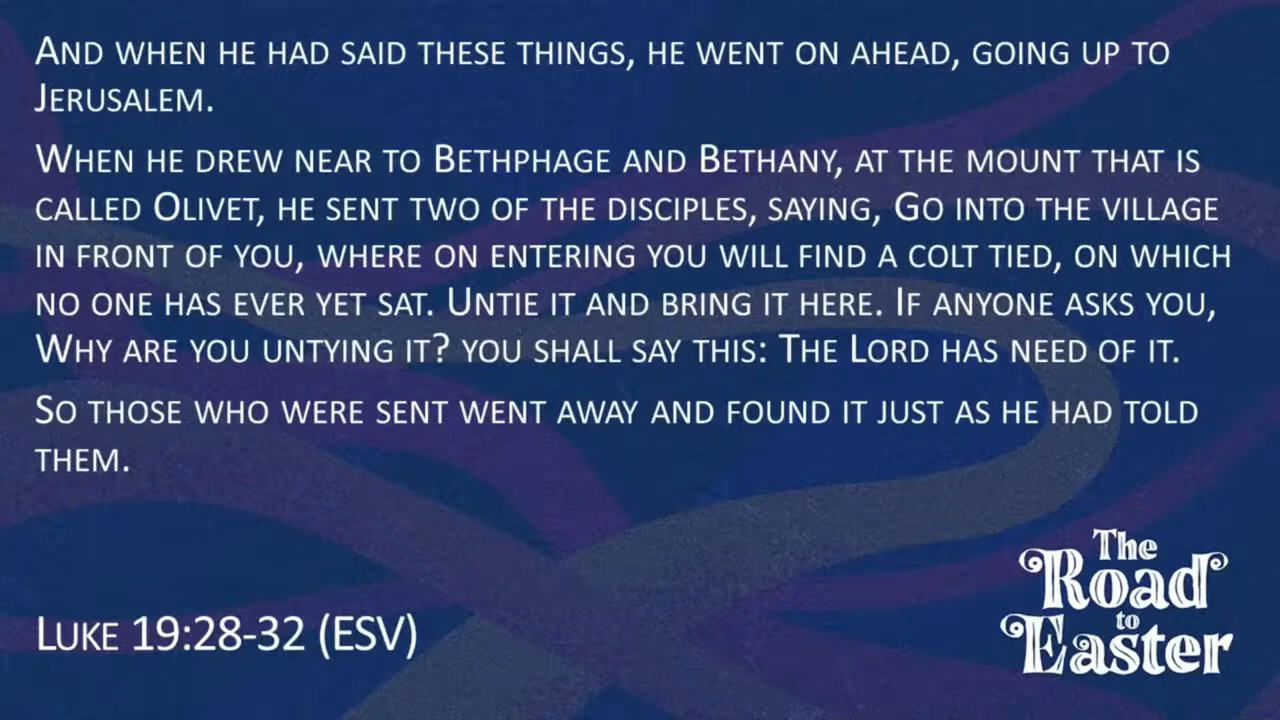 And when he had said these things, he went on ahead, going up to
Jerusalem.
When he drew near to Bethphage and Bethany, at the mount that is
called Olivet, he sent two of the disciples, saying, Go into the village
in front of you, where on entering you will find a colt tied, on which
no one has ever yet sat. Untie it and bring it here. If anyone asks you,
Why are you untying it? you shall say this: The Lord has need of it.
So those who were sent went away and found it just as he had told
them.
Luke 19:28-32 (ESV)
The
Road
to
Easter